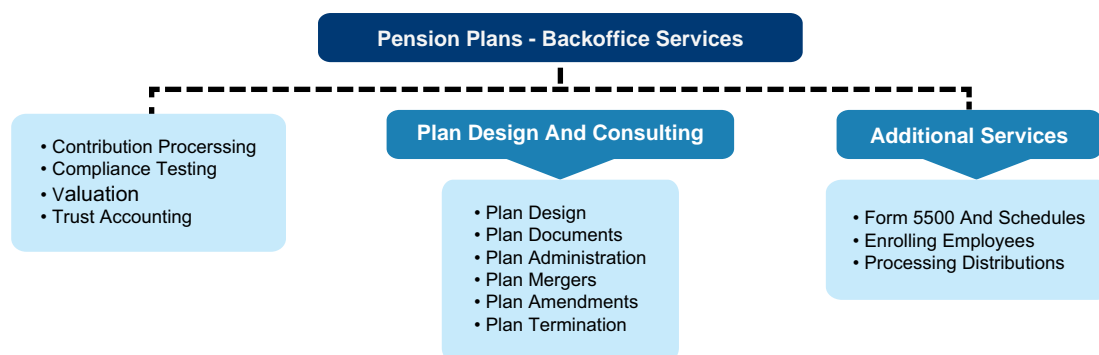 Pension Plans - Backoffice Services
• Contribution Procerssing
• Compliance Testing
• Valuation
• Trust Accounting
Plan Design And Consulting
• Plan Design
• Plan Documents
• Plan Administration
• Plan Mergers
• Plan Amendments
• Plan Termination
Additional Services
• Form 5500 And Schedules
• Enrolling Employees
• Processing Distributions